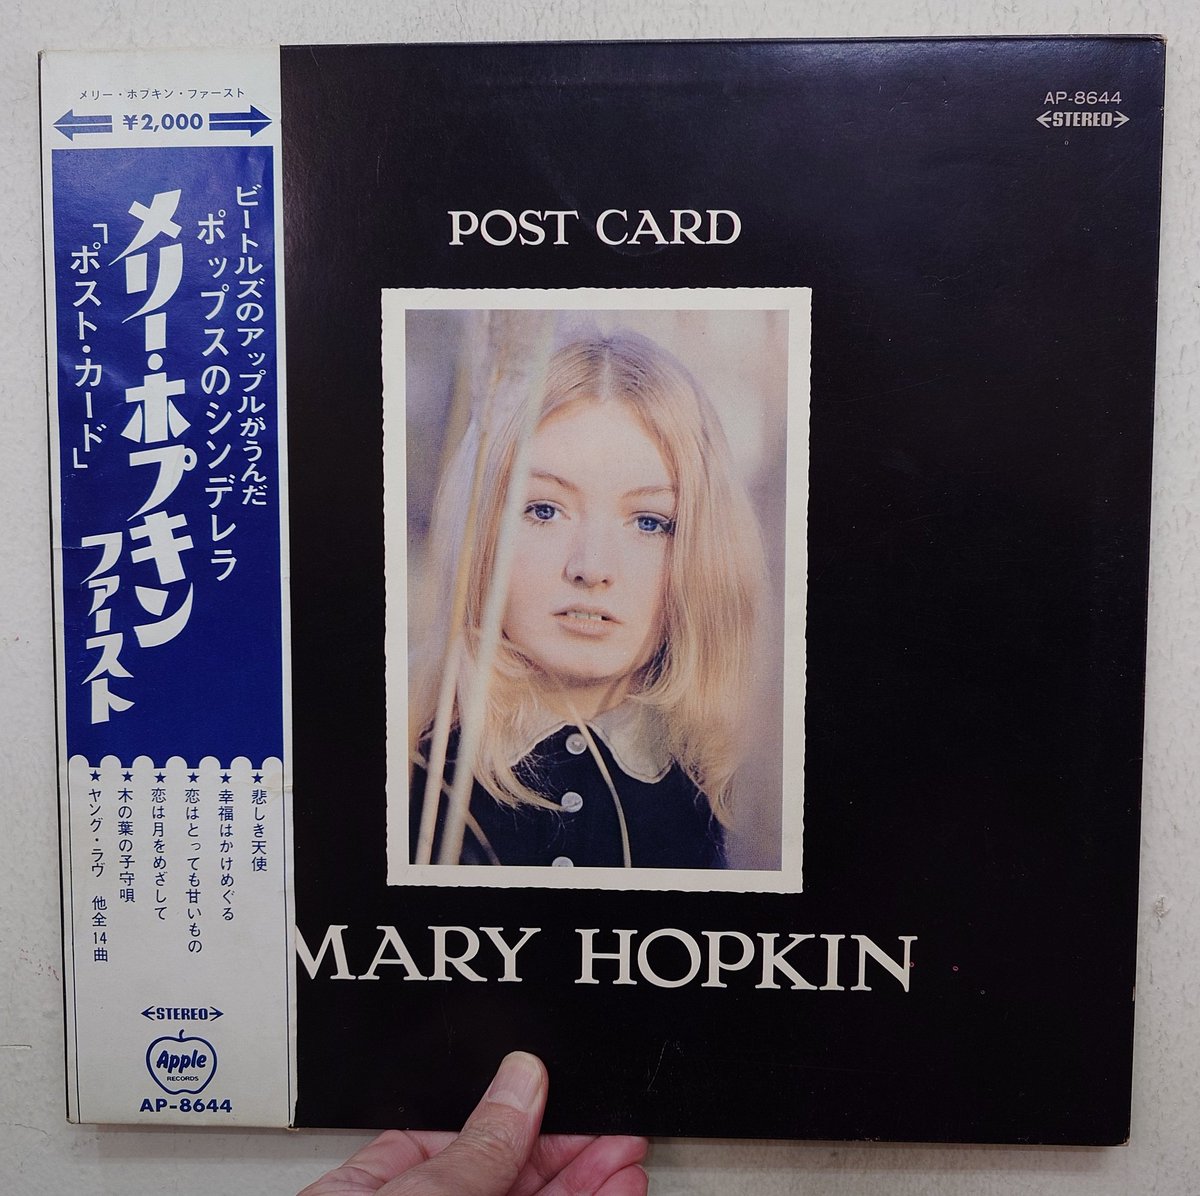 メリー・ホプキン・ファースト
¥2,000
ビートルズのアップルがうんだ
ポップスのシンデレラ
メリー・ホプキン
ファースト
「ポスト・カード」
★悲しき天使
★幸福はかけめぐる
★恋はとっても甘いもの
★恋は月をめざして
★木の葉の子守唄
★ヤング・ラヴ 他全14曲
STEREO
Apple
RECORDS
AP-8644
AP-8644
STEREO
POST CARD
MARY HOPKIN